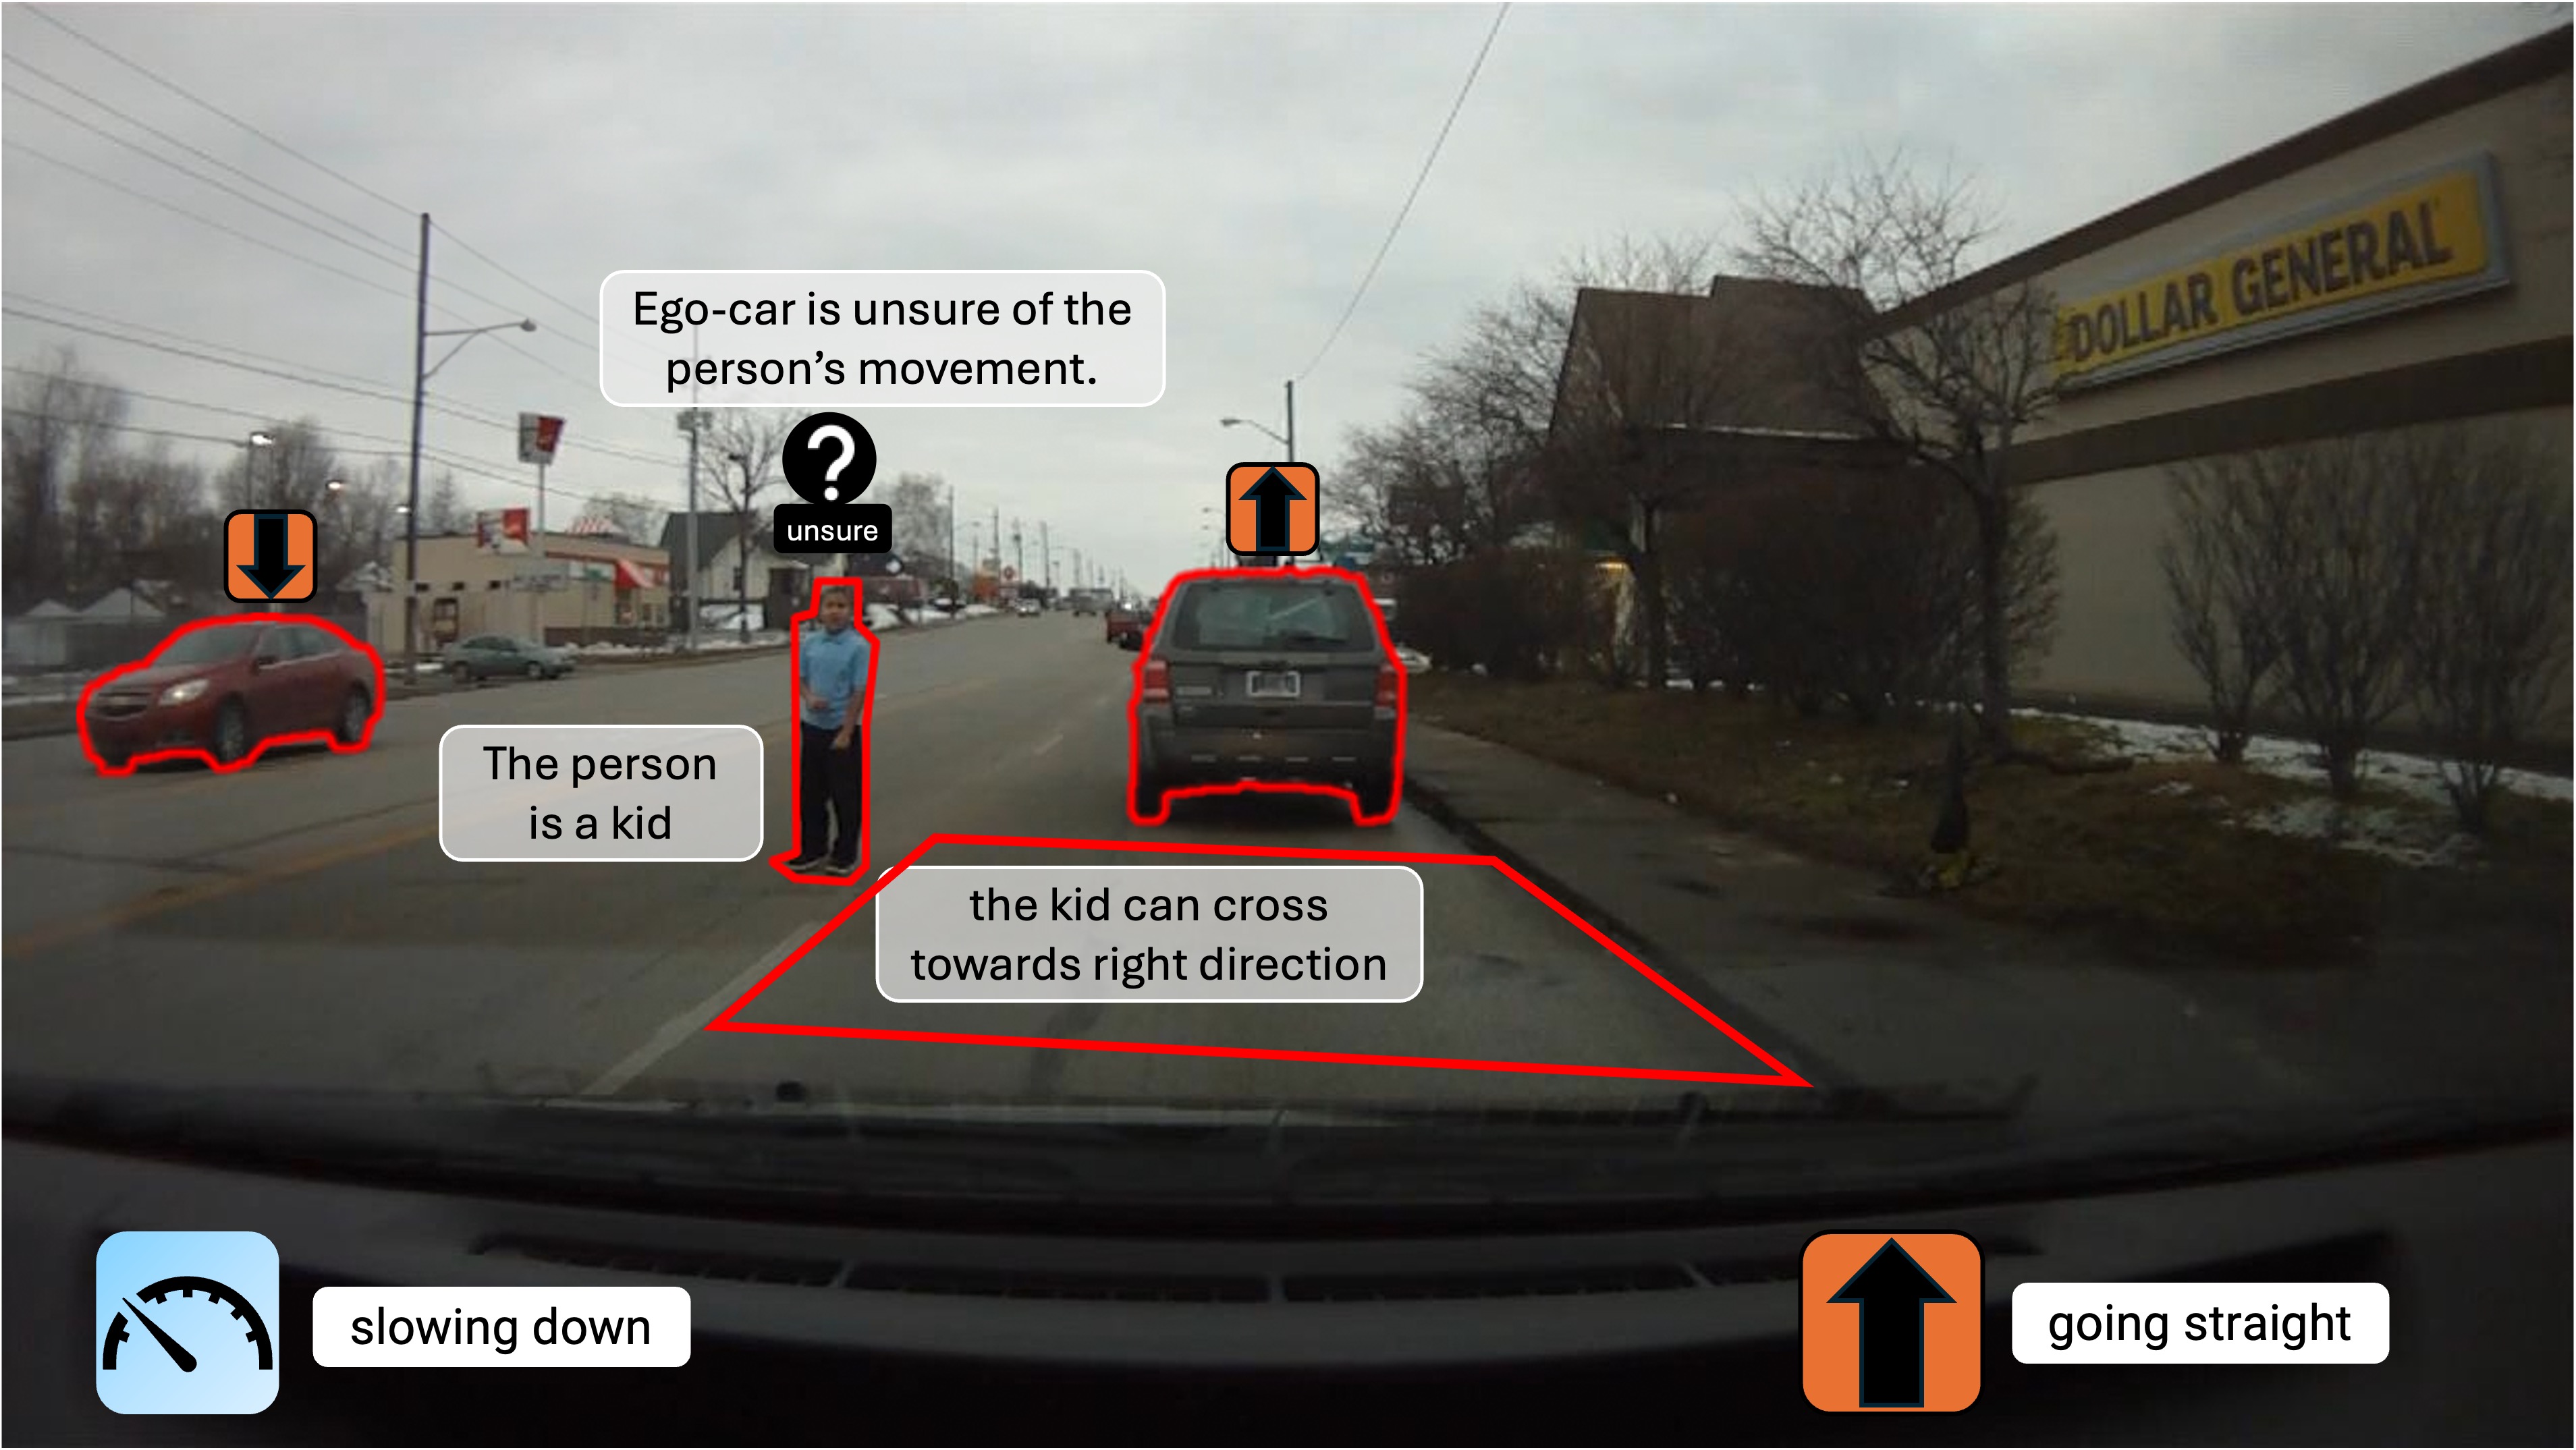 DOLLAR GENERAL
Ego-car is unsure of the
person's movement.
?
unsure
The person
is a kid
the kid can cross
towards right direction
slowing down
going straight